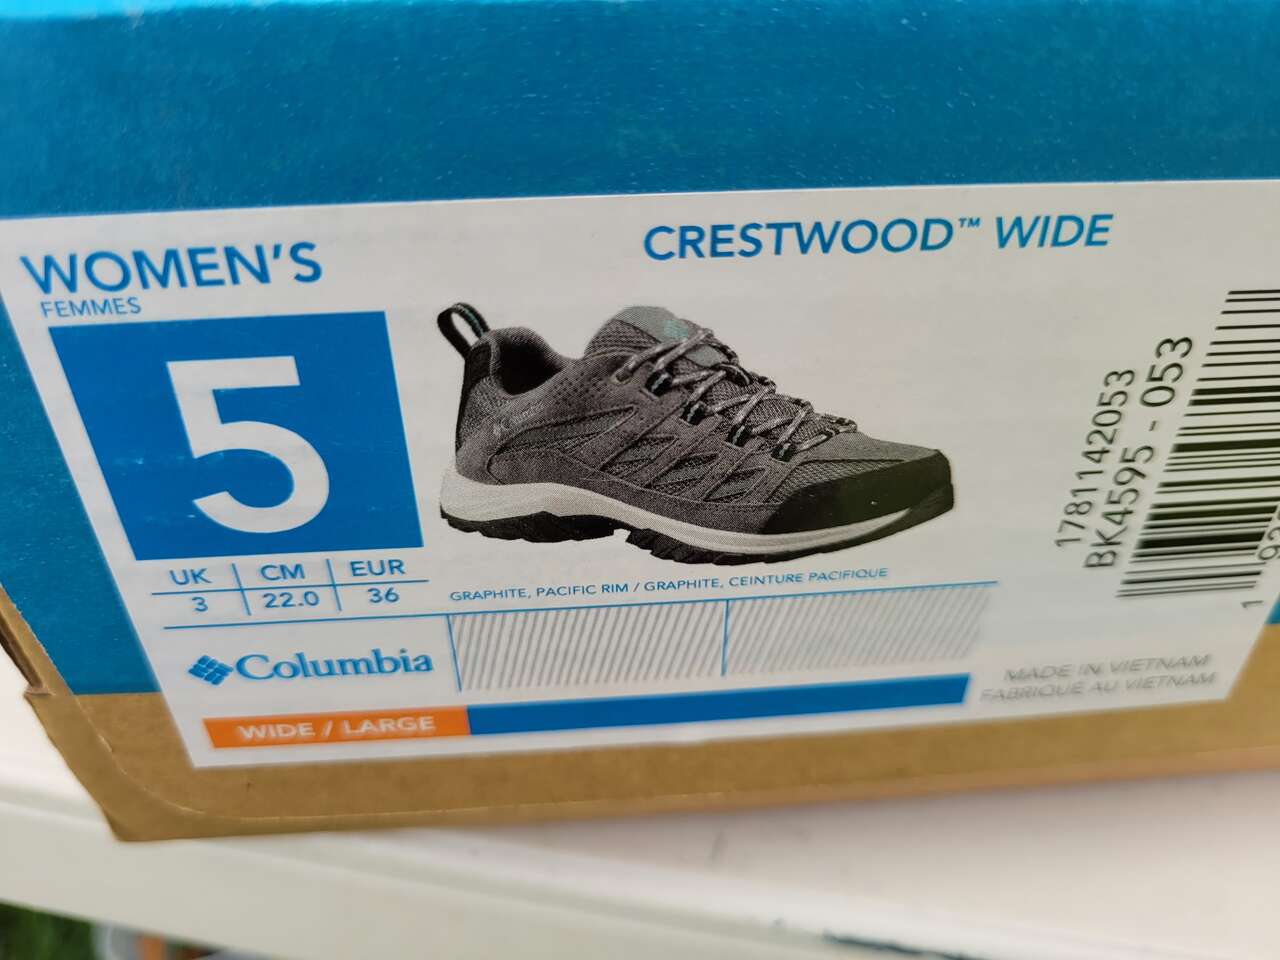 WOMEN'S
FEMMES
5
UK CM EUR
3 22.0 36
CRESTWOOD™ WIDE
GRAPHITE, PACIFIC RIM / GRAPHITE, CEINTURE PACIFIQUE
Columbia
WIDE / LARGE
1781142053
BK4595 - 053
1
MADE IN VIETNAM
FABRIQUÉ AU VIETNAM